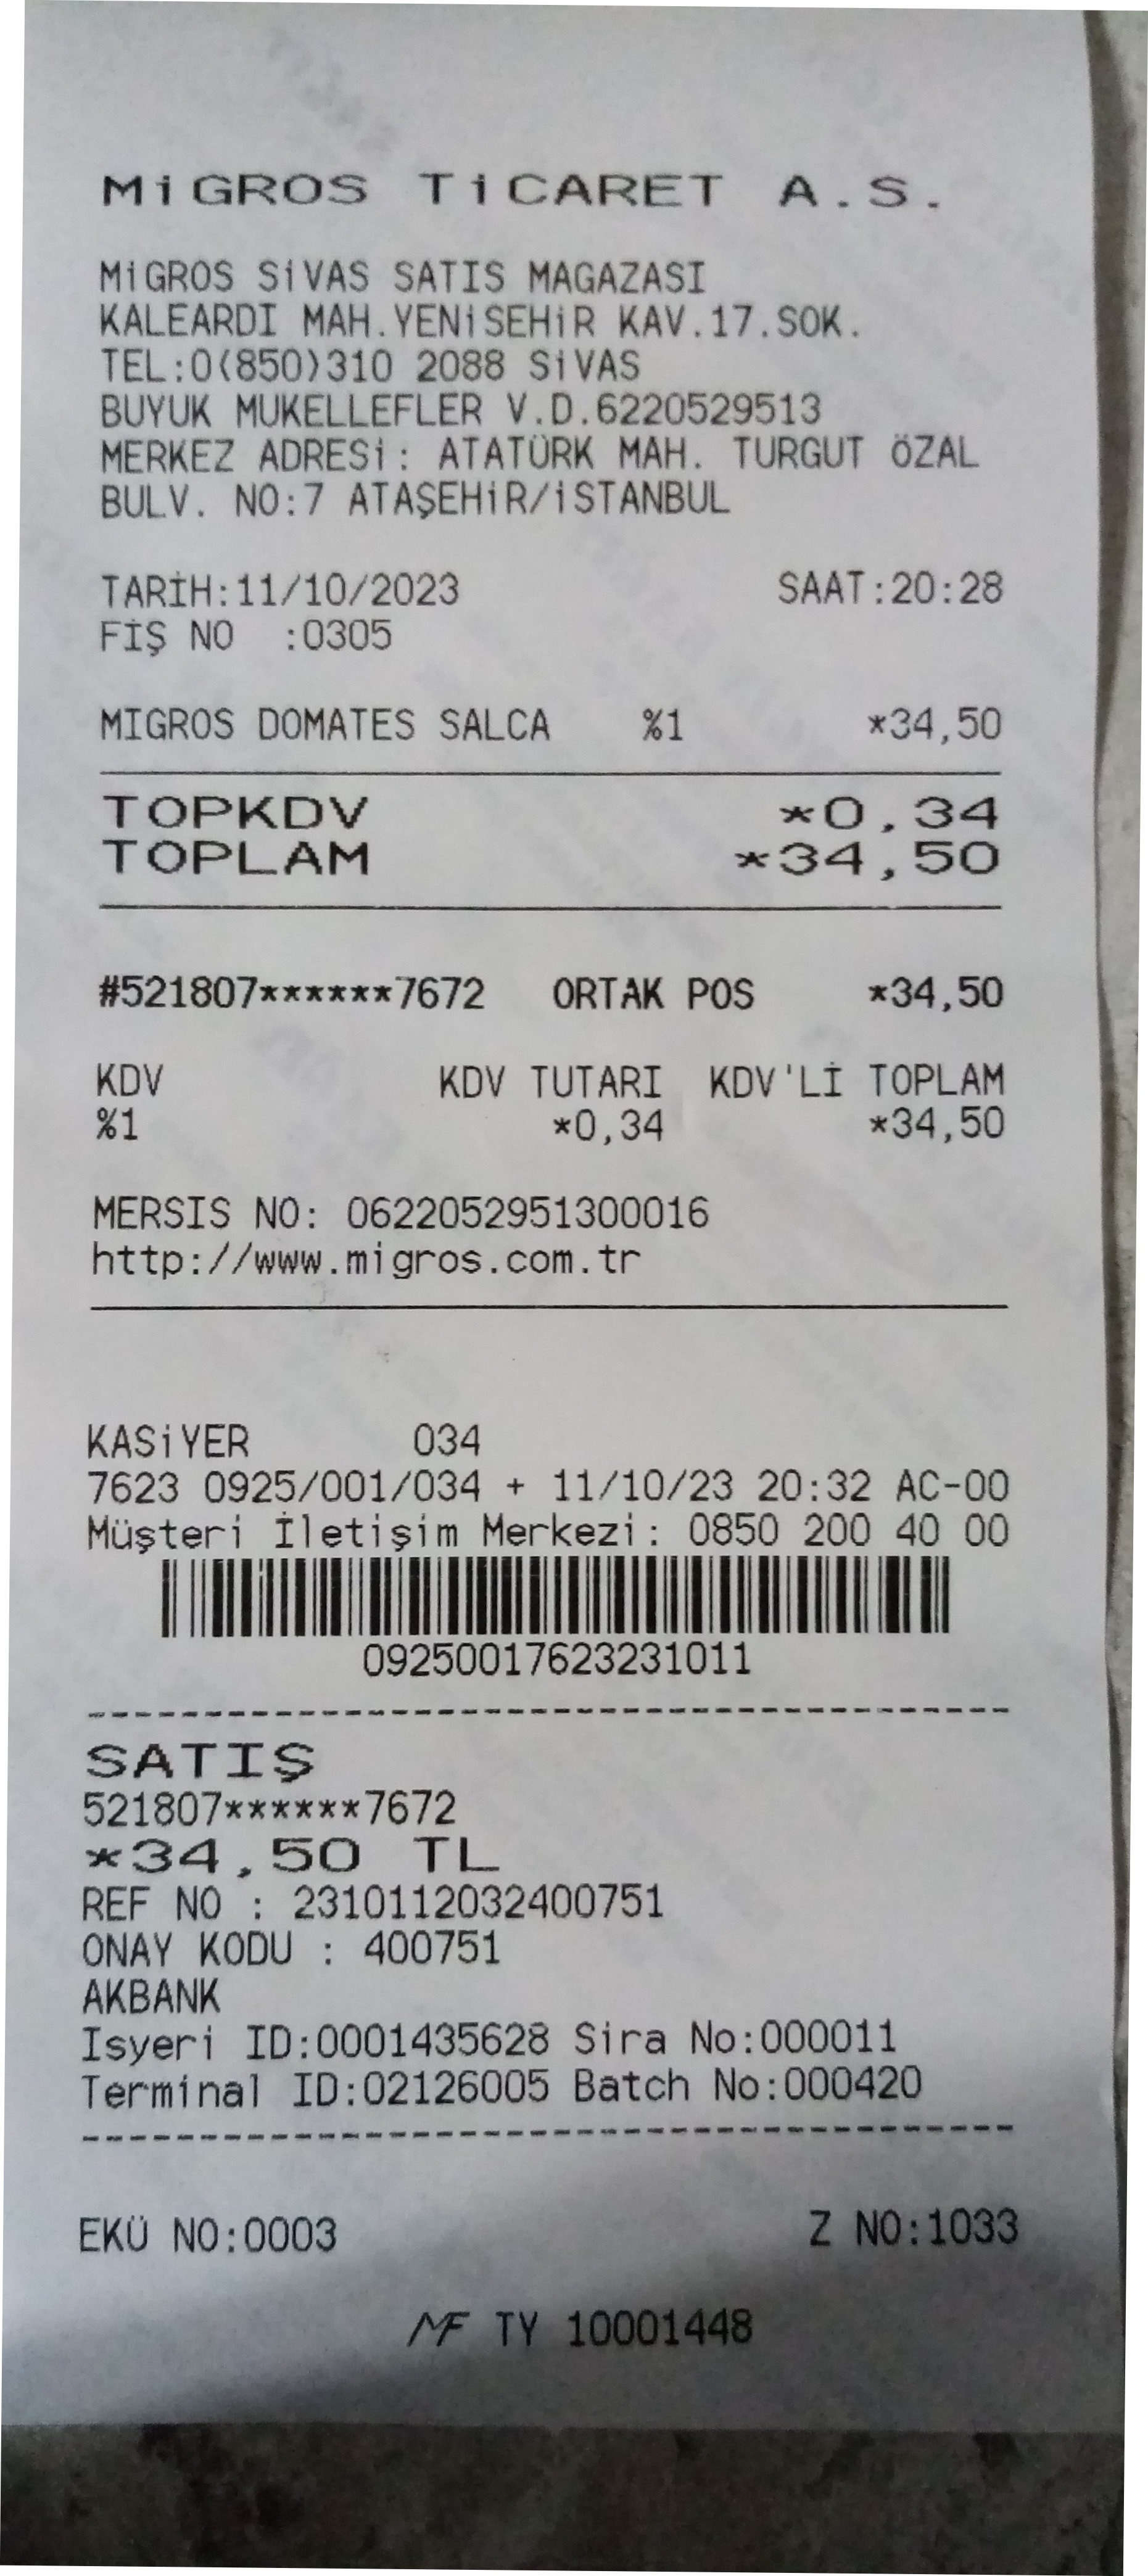 MiGROS TiCARET A.S.
MiGROS SiVAS SATIS MAGAZASI
KALEARDI MAH.YENiSEHiR KAV.17.SOK.
TEL:0(850)310 2088 SiVAS
BUYUK MUKELLEFLER V.D.6220529513
MERKEZ ADRESi: ATATÜRK MAH. TURGUT ÖZAL
BULV. NO:7 ATAŞEHiR/iSTANBUL
TARİH:11/10/2023 SAAT:20:28
FİŞ NO :0305
MIGROS DOMATES SALCA %1 *34,50
TOPKDV *0,34
TOPLAM *34,50
#521807******7672 ORTAK POS *34,50
KDV KDV TUTARI KDV'Lİ TOPLAM
%1 *0,34 *34,50
MERSIS NO: 0622052951300016
http://www.migros.com.tr
KASiYER 034
7623 0925/001/034 + 11/10/23 20:32 AC-00
Müşteri İletişim Merkezi: 0850 200 40 00
09250017623231011
SATIŞ
521807******7672
*34,50 TL
REF NO : 2310112032400751
ONAY KODU : 400751
AKBANK
Isyeri ID:0001435628 Sira No:000011
Terminal ID:02126005 Batch No:000420
EKÜ NO:0003 Z NO:1033
MF TY 10001448